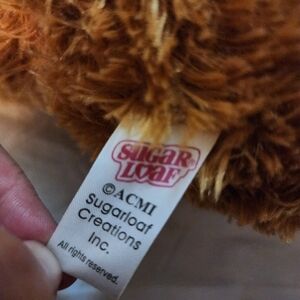 SUGAR
LOAF
© ACMI
Sugarloaf
Creations
Inc.
All rights reserved.